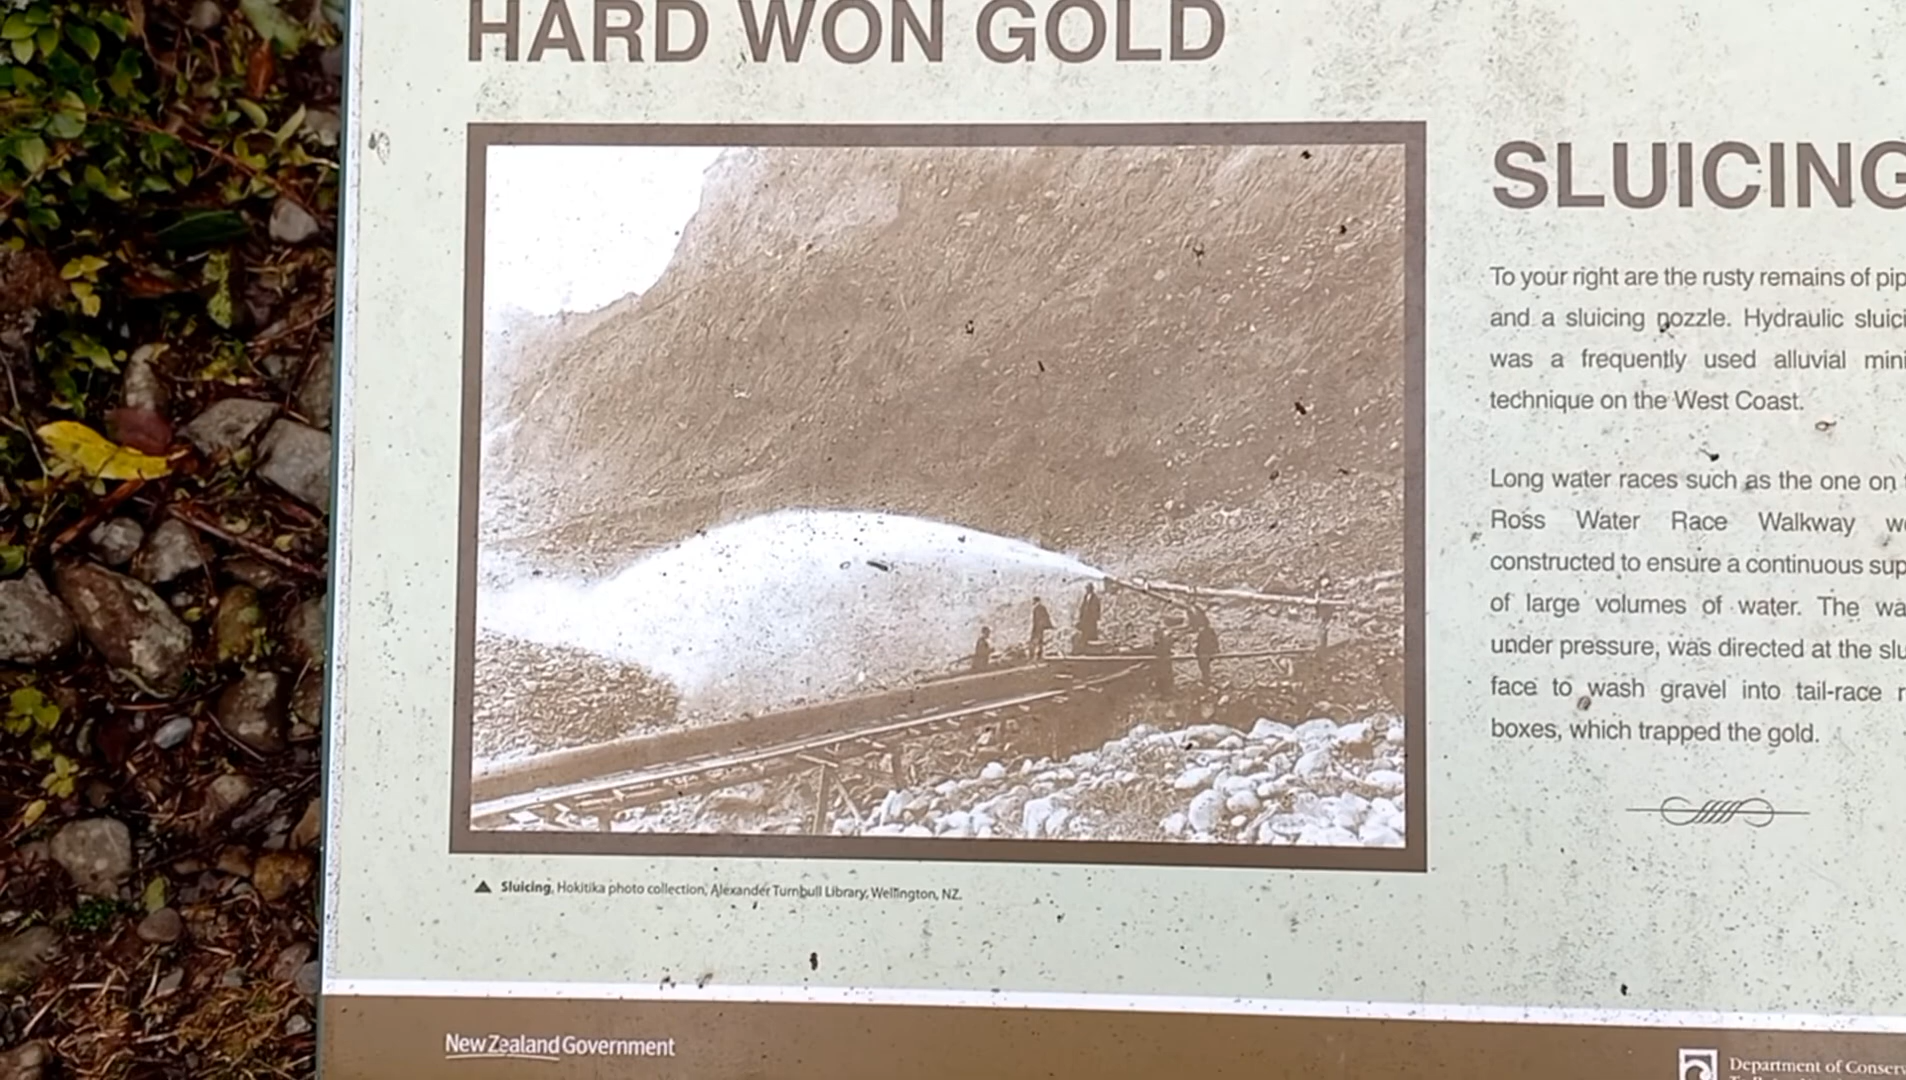 HARD WON GOLD
SLUICING
To your right are the rusty remains of
and a sluicing nozzle. Hydraulic
was a frequently used alluvial
technique on the West Coast.
Long water races such as the one on
Ross Water Race Walkway
constructed to ensure a continuous
of large volumes of water. The
under pressure, was directed at the
face to wash gravel into tail-race
boxes, which trapped the gold.
Sluicing, Hokitika photo collection, Alexander Turnbull Library, Wellington, NZ.
New Zealand Government
Department of